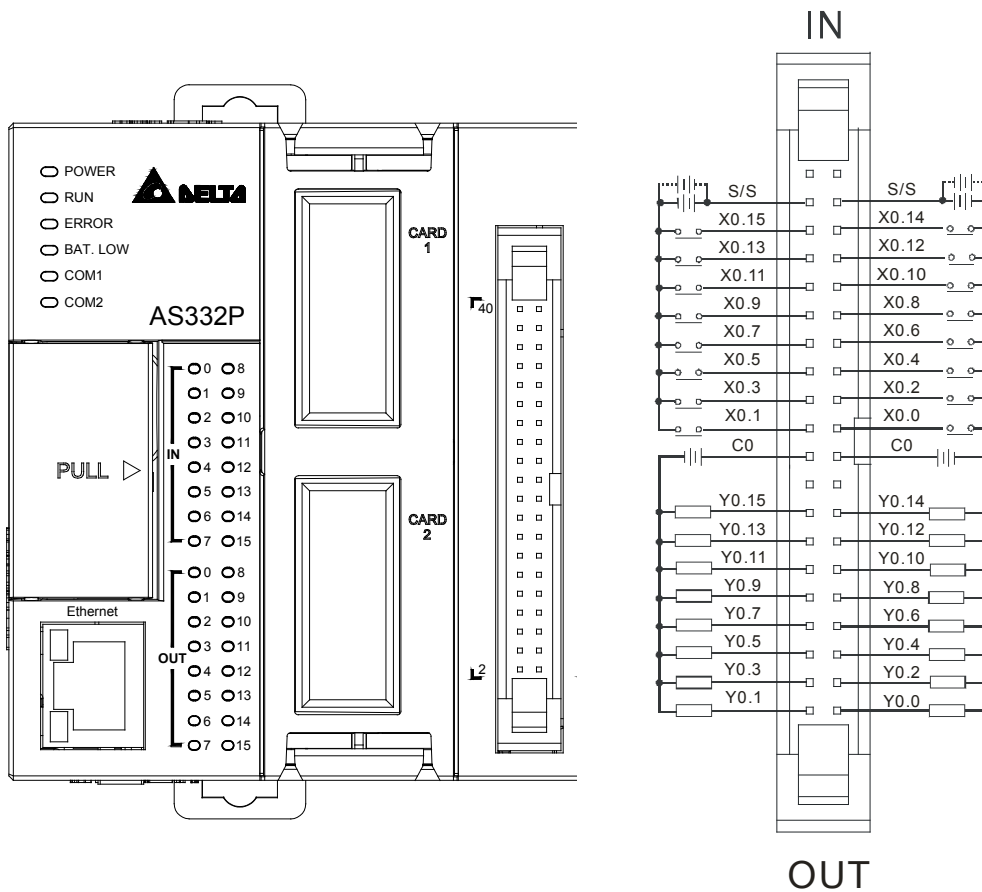 POWER
RUN
ERROR
BAT. LOW
COM1
COM2
DELTA
AS332P
PULL
IN
0 8
1 9
2 10
3 11
4 12
5 13
6 14
7 15
OUT
0 8
1 9
2 10
3 11
4 12
5 13
6 14
7 15
Ethernet
CARD
1
CARD
2
40
2
IN
S/S S/S
X0.15 X0.14
X0.13 X0.12
X0.11 X0.10
X0.9 X0.8
X0.7 X0.6
X0.5 X0.4
X0.3 X0.2
X0.1 X0.0
C0 C0
Y0.15 Y0.14
Y0.13 Y0.12
Y0.11 Y0.10
Y0.9 Y0.8
Y0.7 Y0.6
Y0.5 Y0.4
Y0.3 Y0.2
Y0.1 Y0.0
OUT